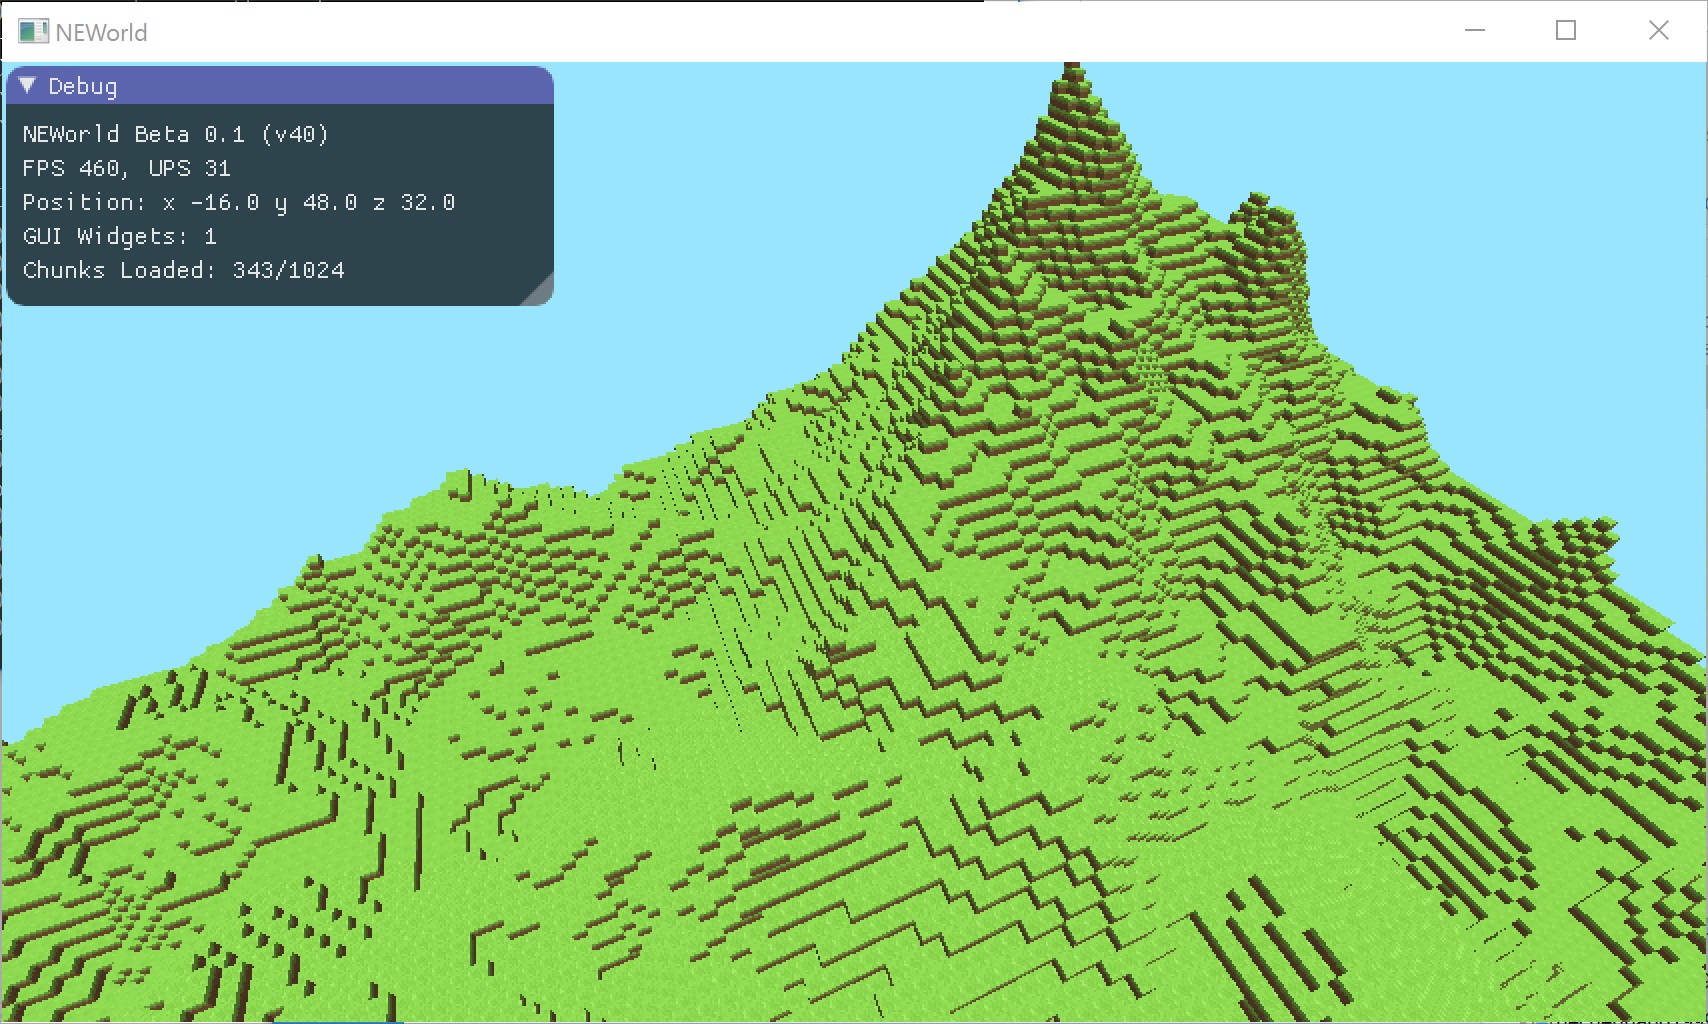 NEWorld
Debug
NEWorld Beta 0.1 (v40)
FPS 460, UPS 31
Position: x -16.0 y 48.0 z 32.0
GUI Widgets: 1
Chunks Loaded: 343/1024